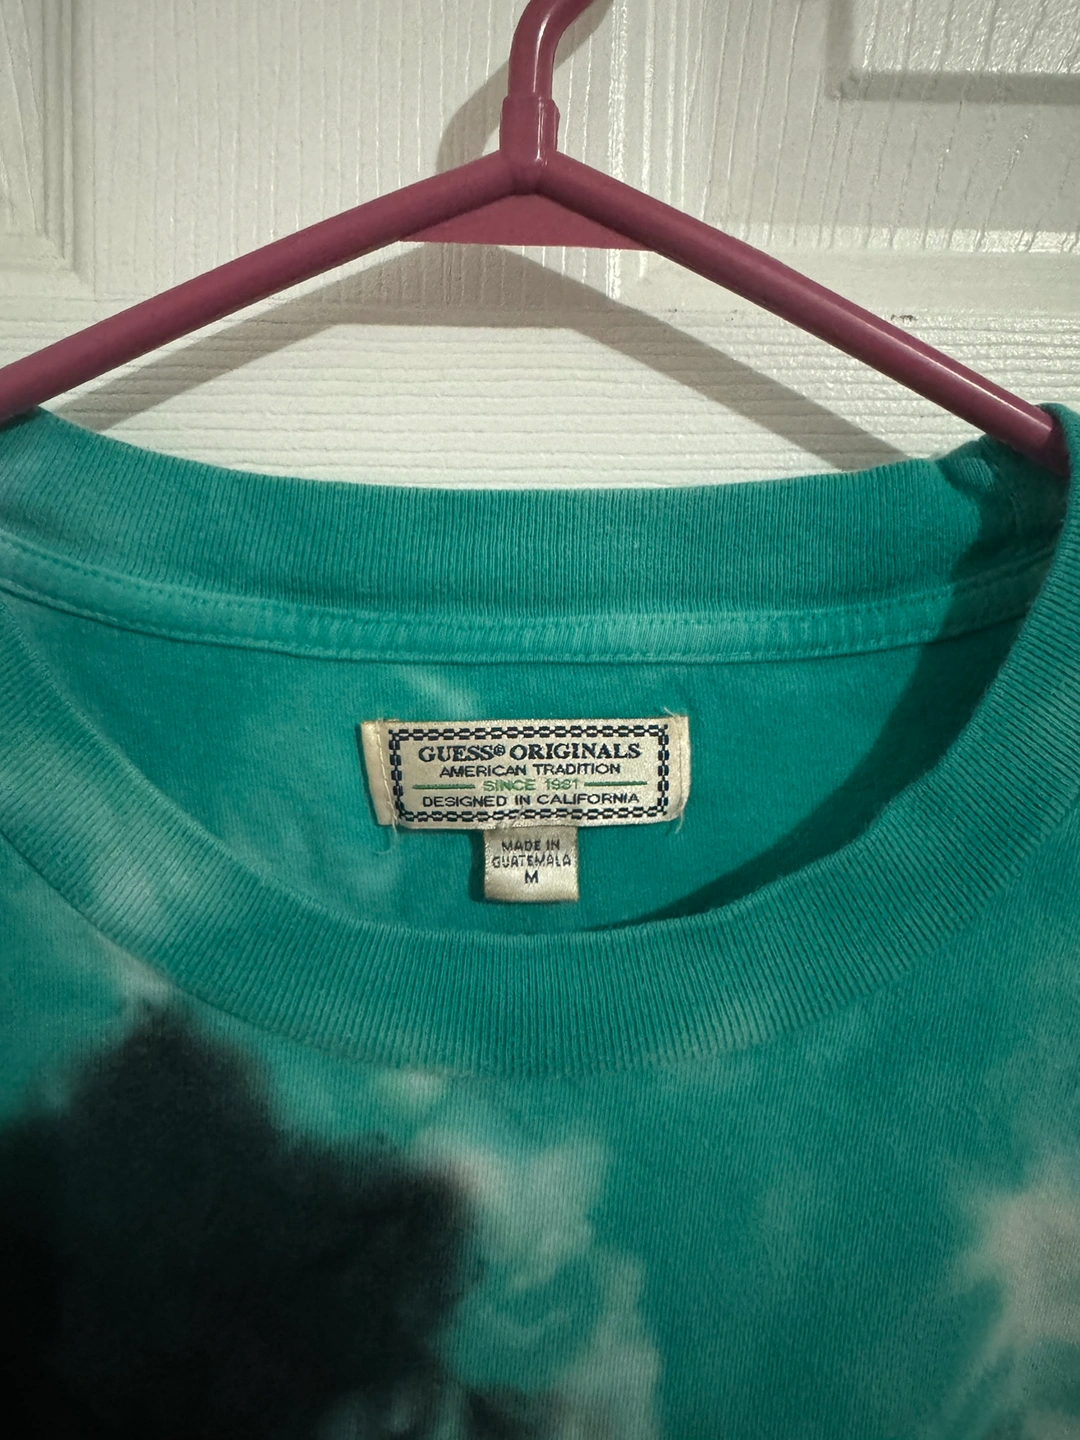 GUESS® ORIGINALS
AMERICAN TRADITION
SINCE 1981
DESIGNED IN CALIFORNIA
MADE IN
GUATEMALA
M